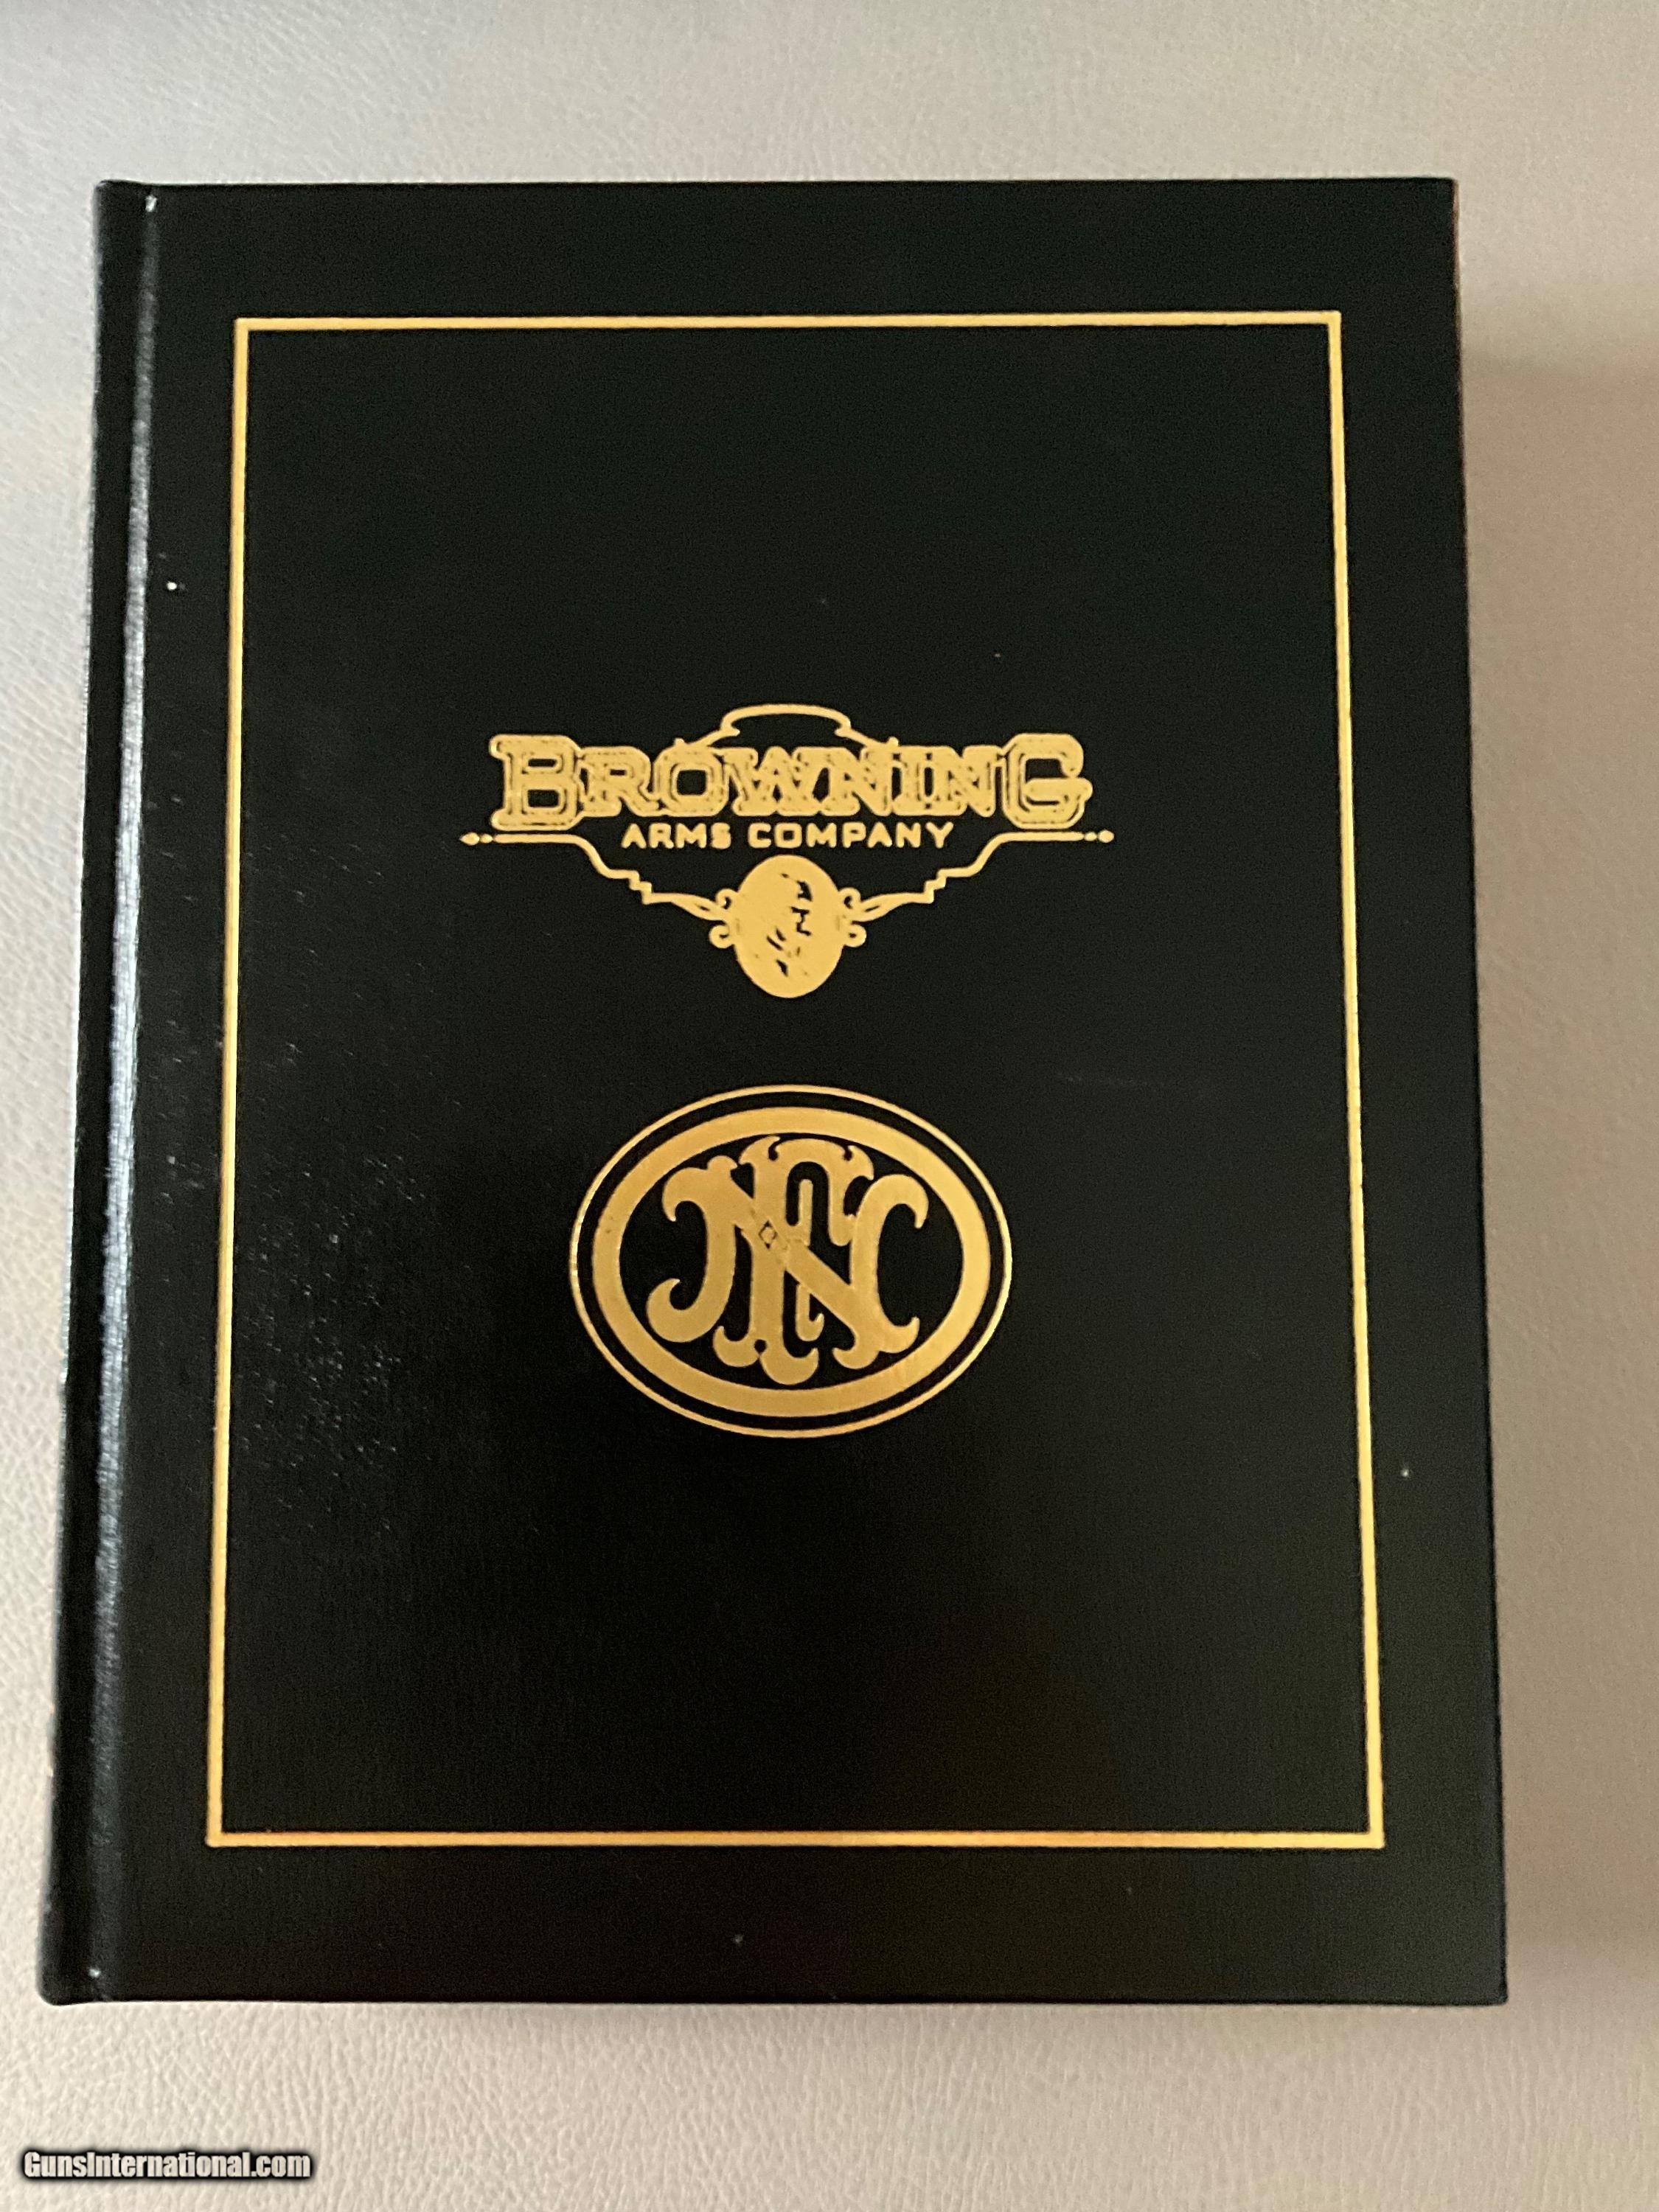 BROWNING
ARMS COMPANY
FN
GunsInternational.com